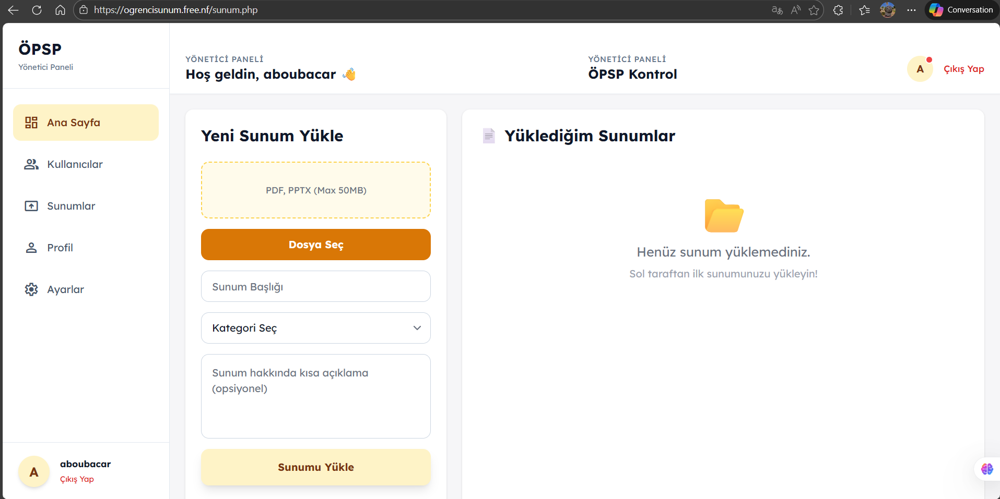 https://ogrencisunum.free.nf/sunum.php
Conversation
ÖPSP
Yönetici Paneli
Ana Sayfa
Kullanıcılar
Sunumlar
Profil
Ayarlar
A
aboubacar
Çıkış Yap
YÖNETİCİ PANELİ
Hoş geldin, aboubacar 👋
YÖNETİCİ PANELİ
ÖPSP Kontrol
A
Çıkış Yap
Yeni Sunum Yükle
PDF, PPTX (Max 50MB)
Dosya Seç
Sunum Başlığı
Kategori Seç
Sunum hakkında kısa açıklama
(opsiyonel)
Sunumu Yükle
Yüklediğim Sunumlar
Henüz sunum yüklemediniz.
Sol taraftan ilk sunumunuzu yükleyin!